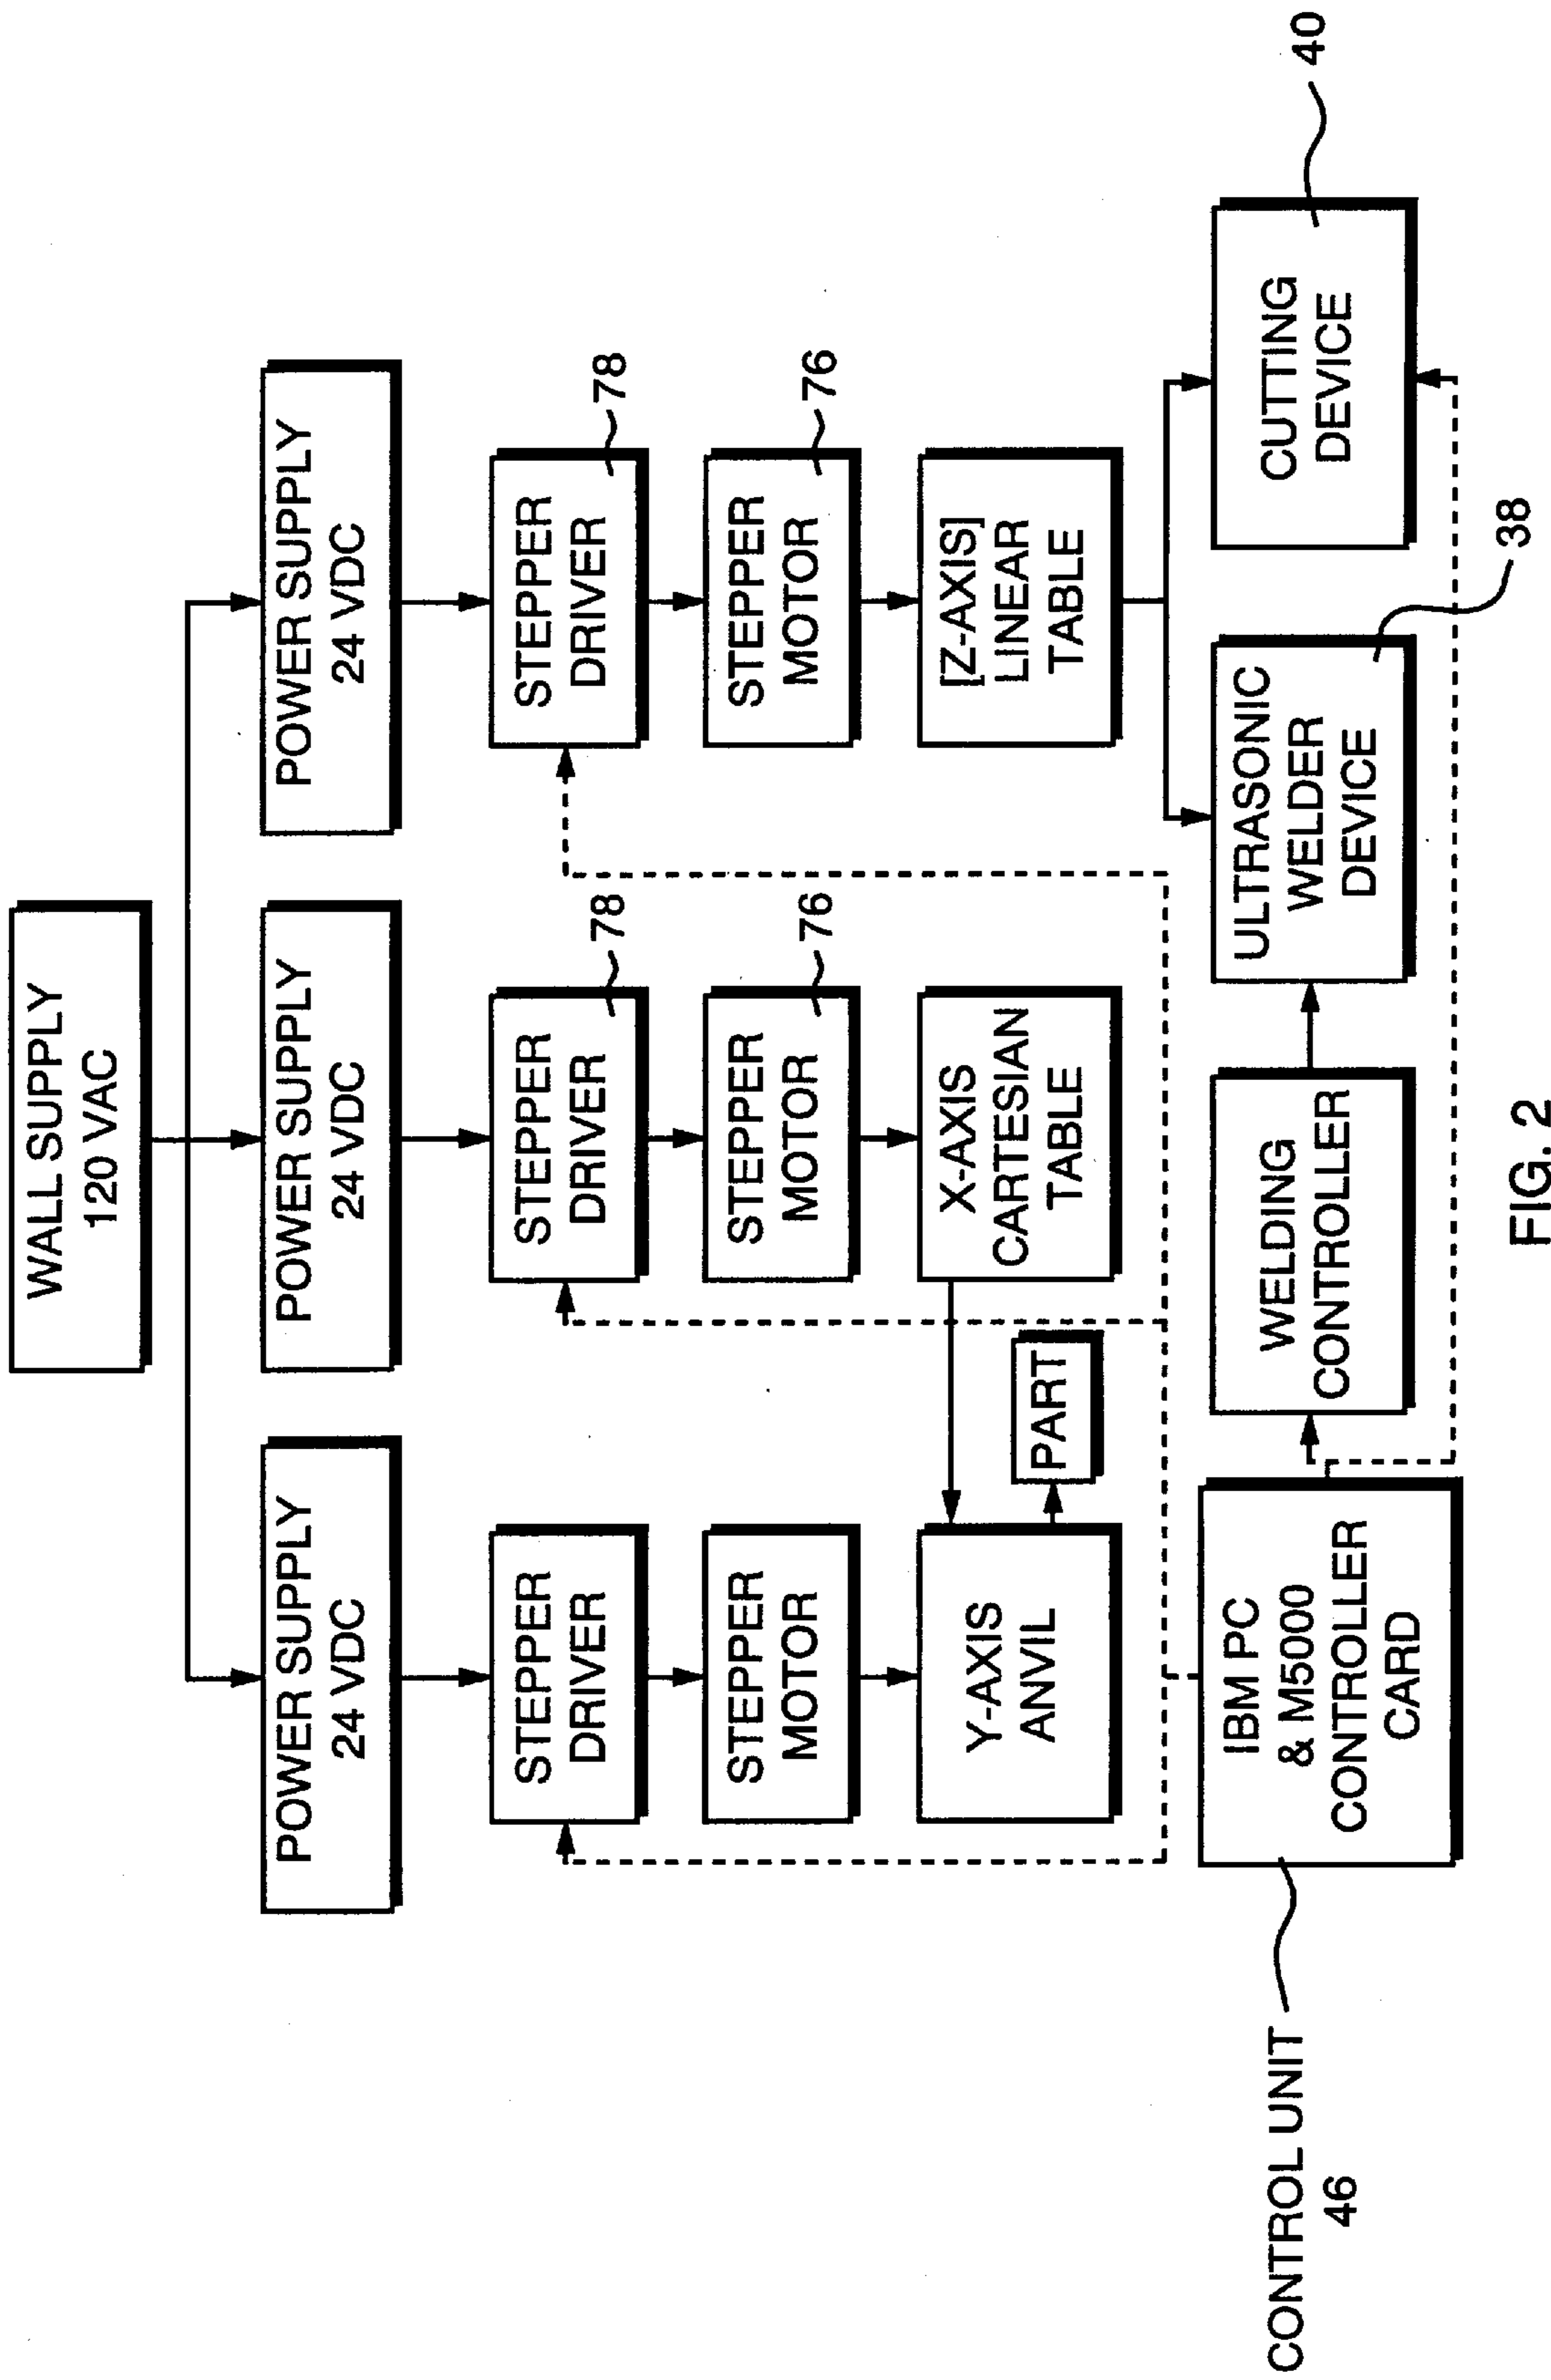 WALL SUPPLY
120 VAC
POWER SUPPLY
24 VDC
POWER SUPPLY
24 VDC
POWER SUPPLY
24 VDC
STEPPER
DRIVER
STEPPER
DRIVER
78
STEPPER
DRIVER
78
STEPPER
MOTOR
STEPPER
MOTOR
76
STEPPER
MOTOR
76
Y-AXIS
ANVIL
PART
X-AXIS
CARTESIAN
TABLE
[Z-AXIS]
LINEAR
TABLE
CONTROL UNIT
46
IBM PC
& M5000
CONTROLLER
CARD
WELDING
CONTROLLER
ULTRASONIC
WELDER
DEVICE
38
CUTTING
DEVICE
40
FIG. 2